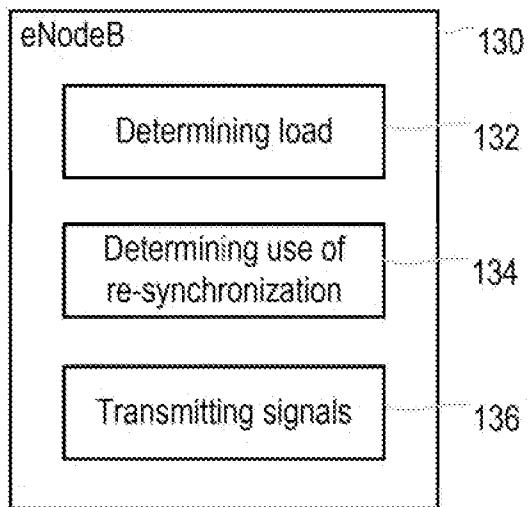 eNodeB
130
Determining load
132
Determining use of
re-synchronization
134
Transmitting signals
136